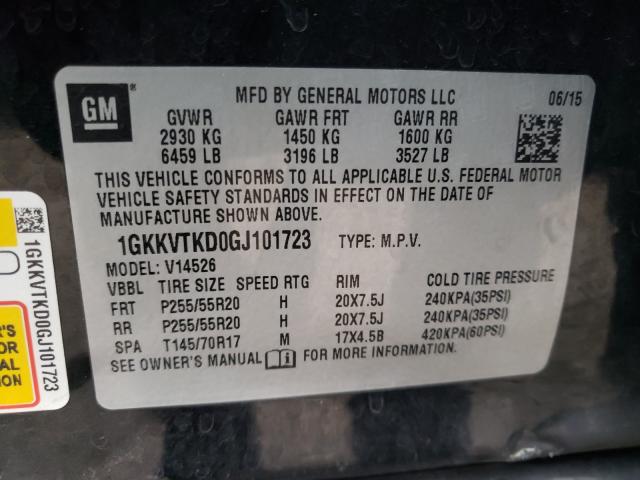 GM
MFD BY GENERAL MOTORS LLC 06/15
GVWR GAWR FRT GAWR RR
2930 KG 1450 KG 1600 KG
6459 LB 3196 LB 3527 LB
THIS VEHICLE CONFORMS TO ALL APPLICABLE U.S. FEDERAL MOTOR
VEHICLE SAFETY STANDARDS IN EFFECT ON THE DATE OF
MANUFACTURE SHOWN ABOVE.
1GKKVTKD0GJ101723 TYPE: M.P.V.
MODEL: V14526
VBBL TIRE SIZE SPEED RTG RIM COLD TIRE PRESSURE
FRT P255/55R20 H 20X7.5J 240KPA(35PSI)
RR P255/55R20 H 20X7.5J 240KPA(35PSI)
SPA T145/70R17 M 17X4.5B 420KPA(60PSI)
SEE OWNER'S MANUAL FOR MORE INFORMATION.
1GKKVTKD0GJ101723
R'S
OR
AL
ION